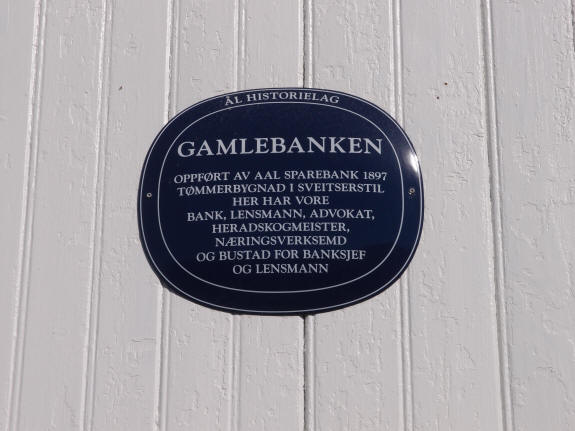 ÅL HISTORIELAG
GAMLEBANKEN
OPPFØRT AV AAL SPAREBANK 1897
TØMMERBYGNAD I SVEITSERSTIL
HER HAR VORE
BANK, LENSMANN, ADVOKAT,
HERADSKOGMEISTER,
NÆRINGSVERKSEMD
OG BUSTAD FOR BANKSJEF
OG LENSMANN